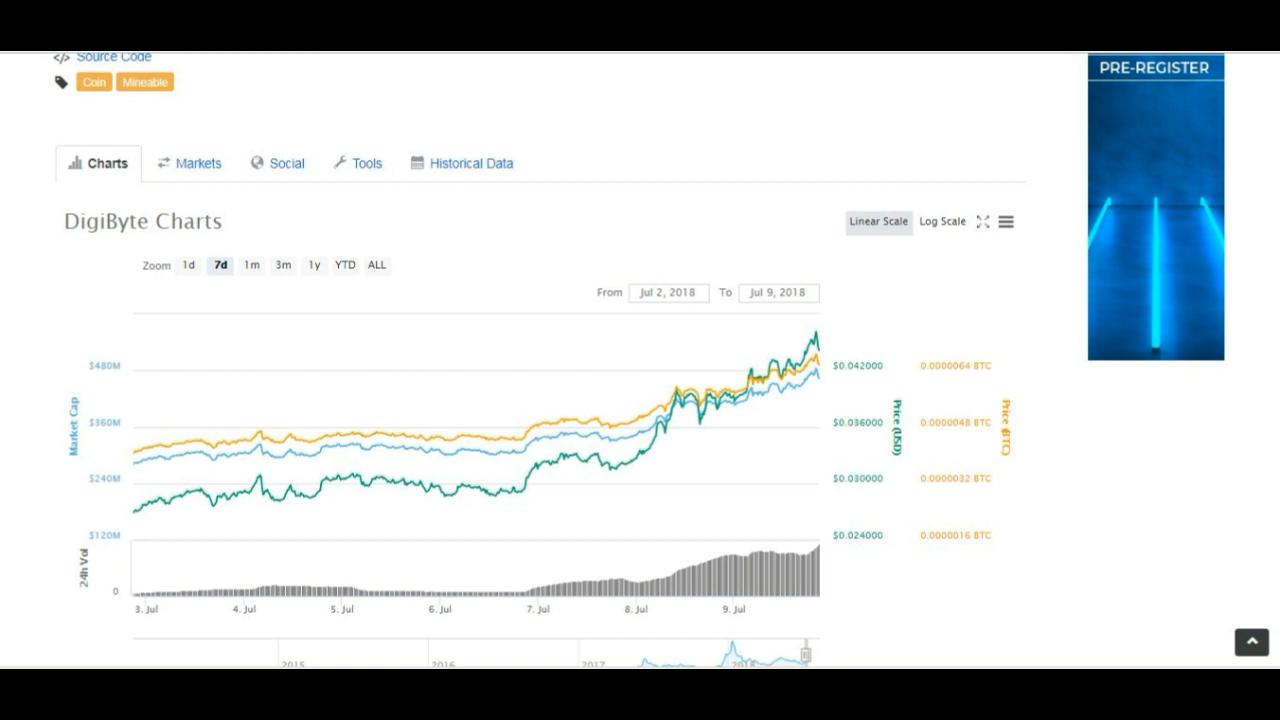 Source Code
Coin Mineable
PRE-REGISTER
Charts Markets Social Tools Historical Data
DigiByte Charts
Linear Scale Log Scale
Zoom 1d 7d 1m 3m 1y YTD ALL
From Jul 2, 2018 To Jul 9, 2018
$480M $0.042000 0.0000064 BTC
$360M $0.036000 0.0000048 BTC
$240M $0.030000 0.0000032 BTC
$120M $0.024000 0.0000016 BTC
0
Market Cap
24h Vol
Price (USD)
Price (BTC)
3. Jul 4. Jul 5. Jul 6. Jul 7. Jul 8. Jul 9. Jul
2015 2016 2017 2018